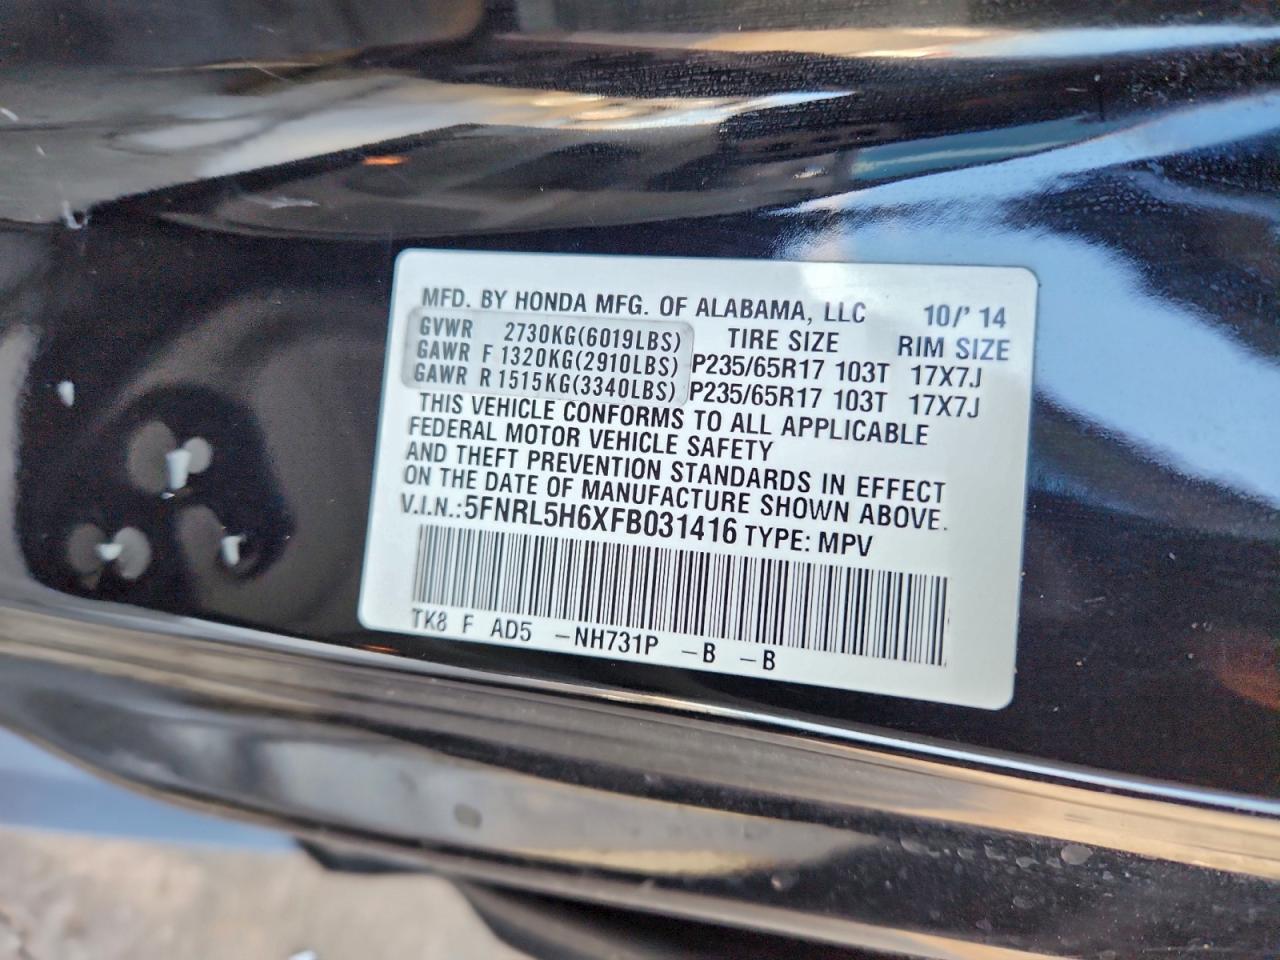 MFD. BY HONDA MFG. OF ALABAMA, LLC 10/' 14
GVWR 2730KG(6019LBS) TIRE SIZE RIM SIZE
GAWR F 1320KG(2910LBS) P235/65R17 103T 17X7J
GAWR R 1515KG(3340LBS) P235/65R17 103T 17X7J
THIS VEHICLE CONFORMS TO ALL APPLICABLE
FEDERAL MOTOR VEHICLE SAFETY
AND THEFT PREVENTION STANDARDS IN EFFECT
ON THE DATE OF MANUFACTURE SHOWN ABOVE.
V.I.N.:5FNRL5H6XFB031416 TYPE: MPV
TK8 F AD5 -NH731P -B -B